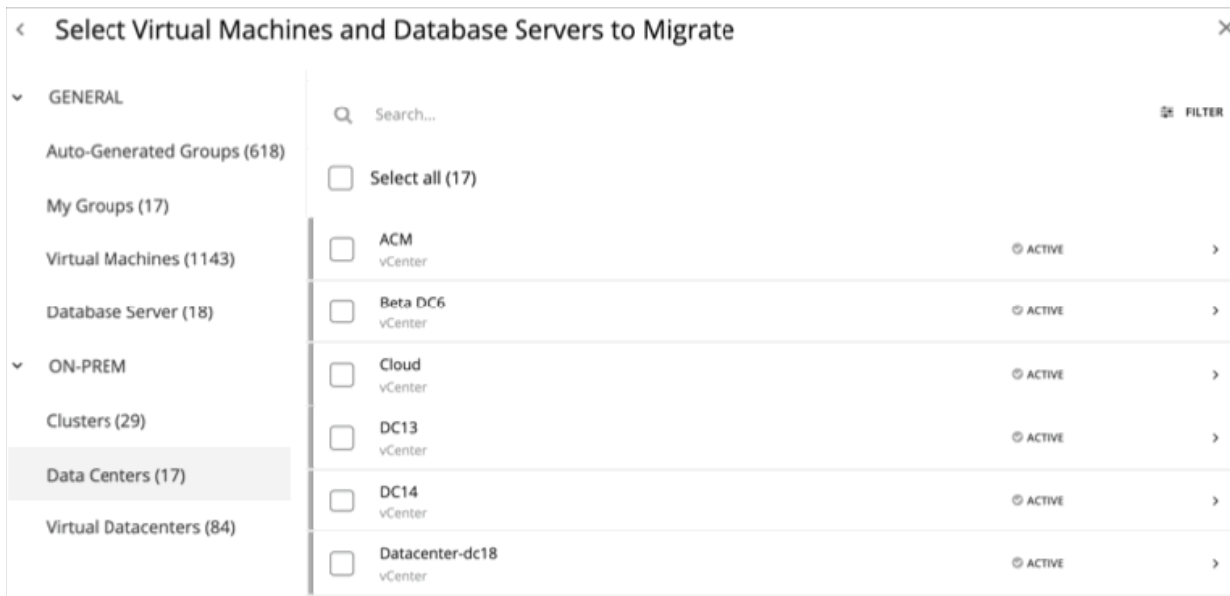 Select Virtual Machines and Database Servers to Migrate
GENERAL
Auto-Generated Groups (618)
My Groups (17)
Virtual Machines (1143)
Database Server (18)
ON-PREM
Clusters (29)
Data Centers (17)
Virtual Datacenters (84)
Search...
FILTER
Select all (17)
ACM
vCenter
ACTIVE
Beta DC6
vCenter
ACTIVE
Cloud
vCenter
ACTIVE
DC13
vCenter
ACTIVE
DC14
vCenter
ACTIVE
Datacenter-dc18
vCenter
ACTIVE